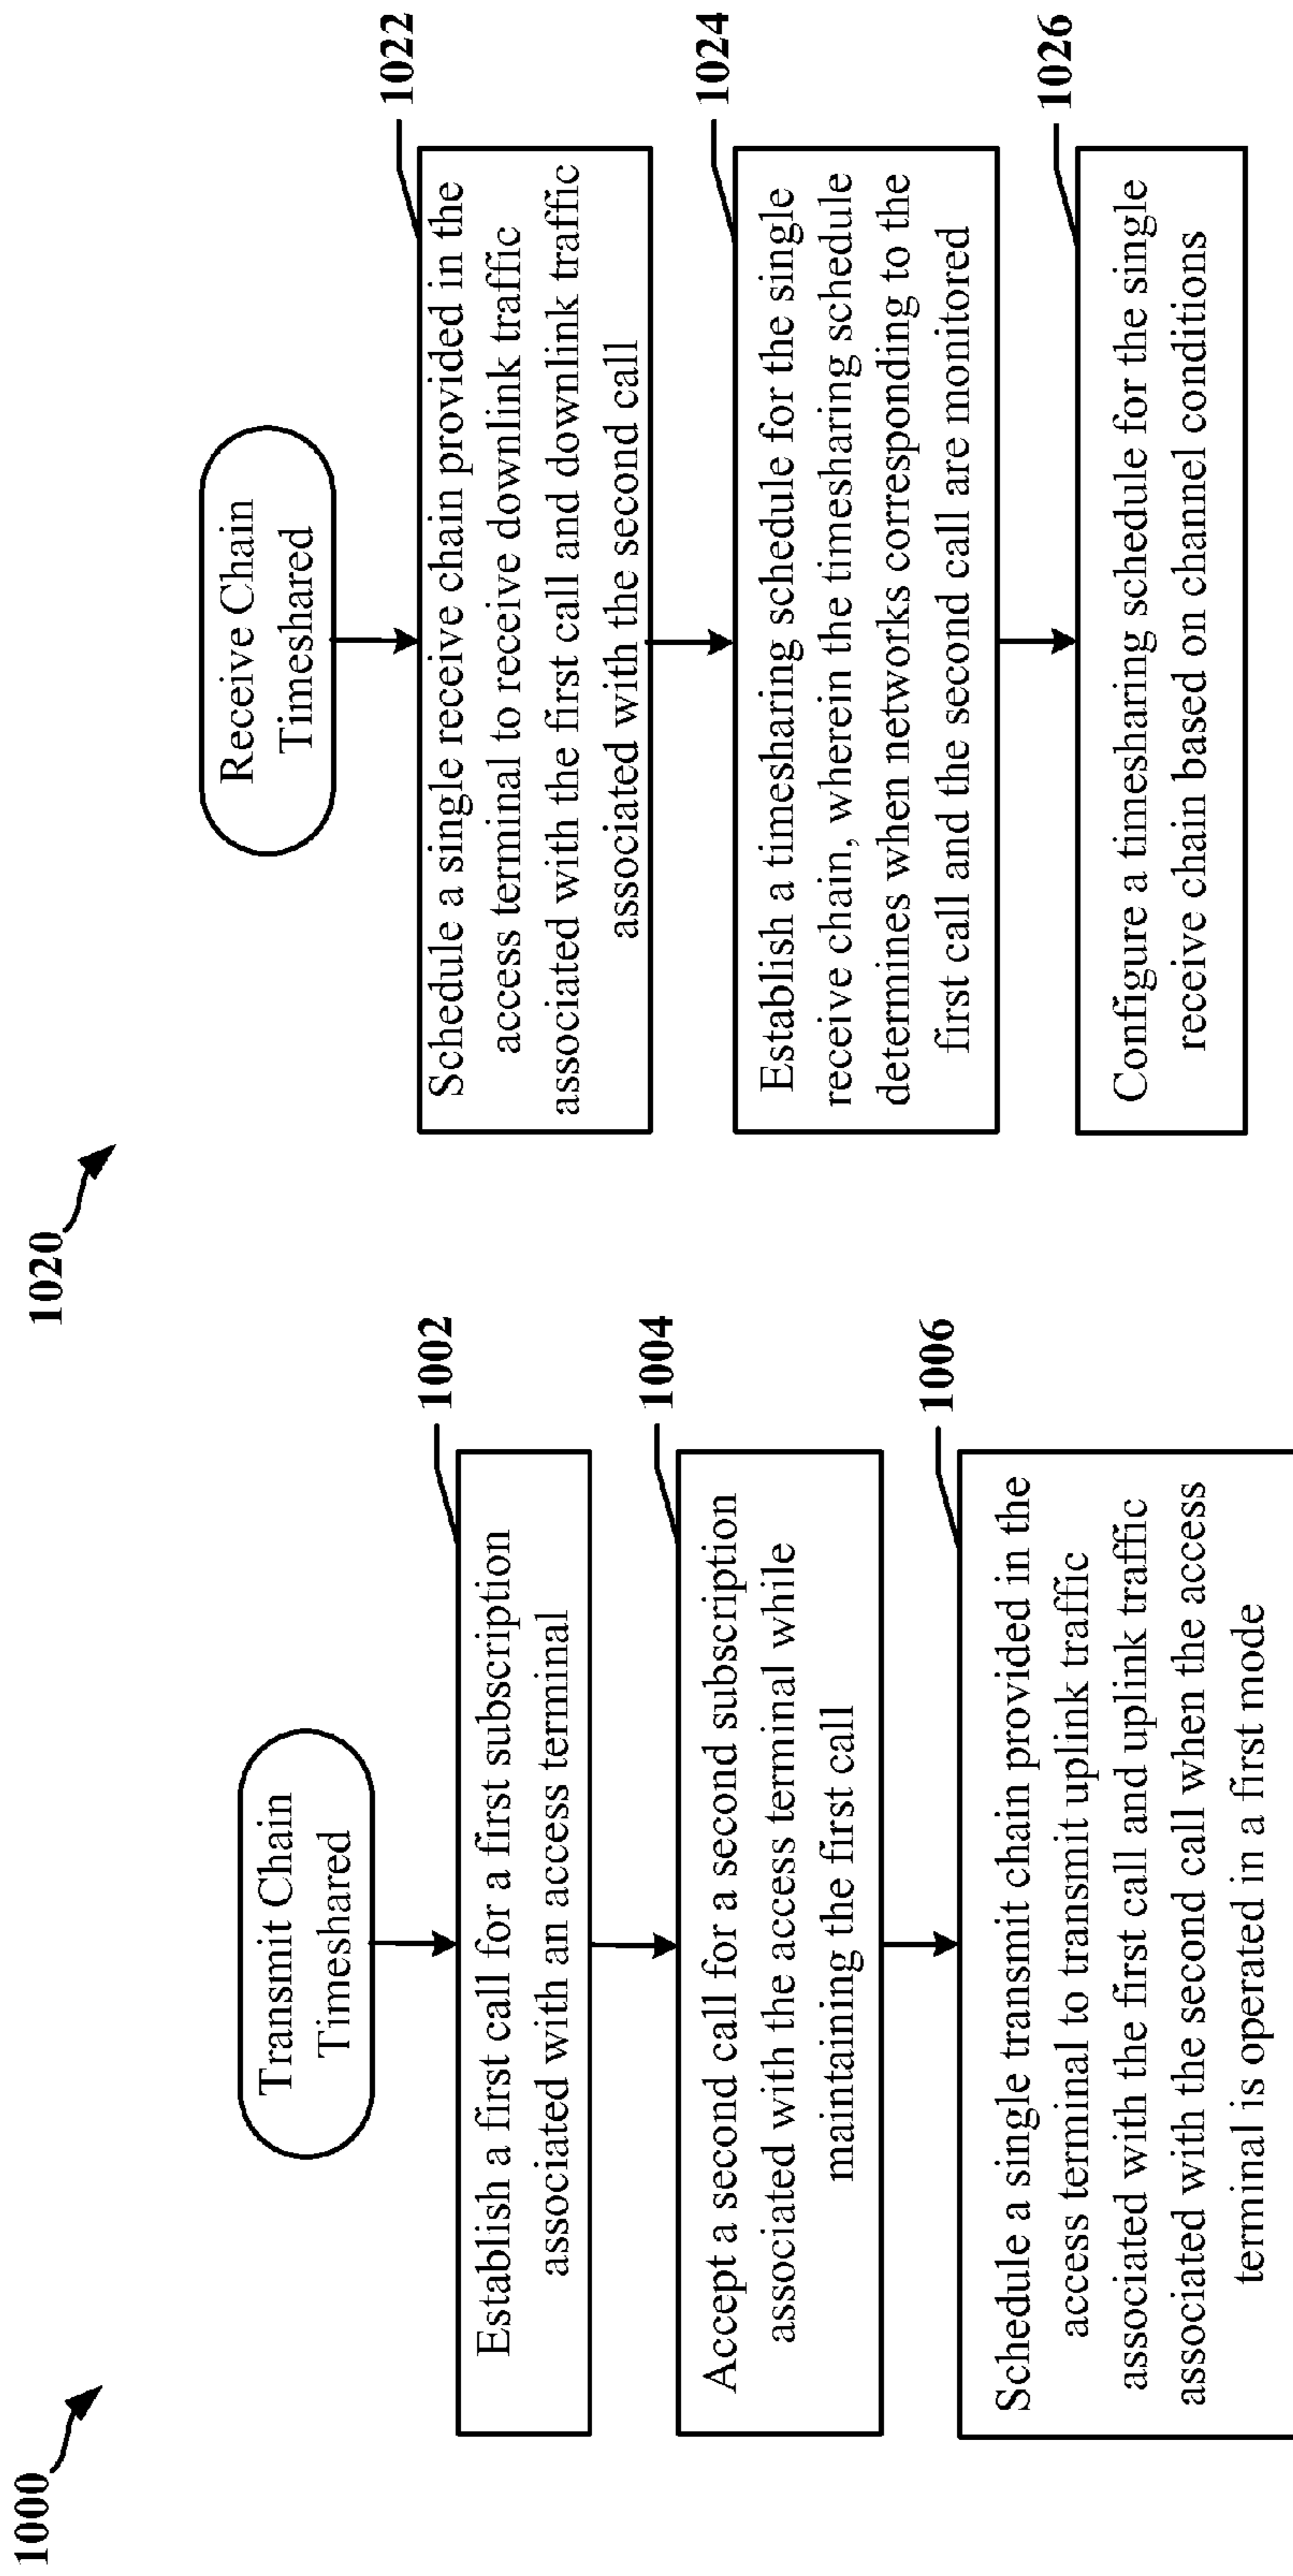 1000
Transmit Chain
Timeshared
1002
Establish a first call for a first subscription
associated with an access terminal
1004
Accept a second call for a second subscription
associated with the access terminal while
maintaining the first call
1006
Schedule a single transmit chain provided in the
access terminal to transmit uplink traffic
associated with the first call and uplink traffic
associated with the second call when the access
terminal is operated in a first mode
1020
Receive Chain
Timeshared
1022
Schedule a single receive chain provided in the
access terminal to receive downlink traffic
associated with the first call and downlink traffic
associated with the second call
1024
Establish a timesharing schedule for the single
receive chain, wherein the timesharing schedule
determines when networks corresponding to the
first call and the second call are monitored
1026
Configure a timesharing schedule for the single
receive chain based on channel conditions